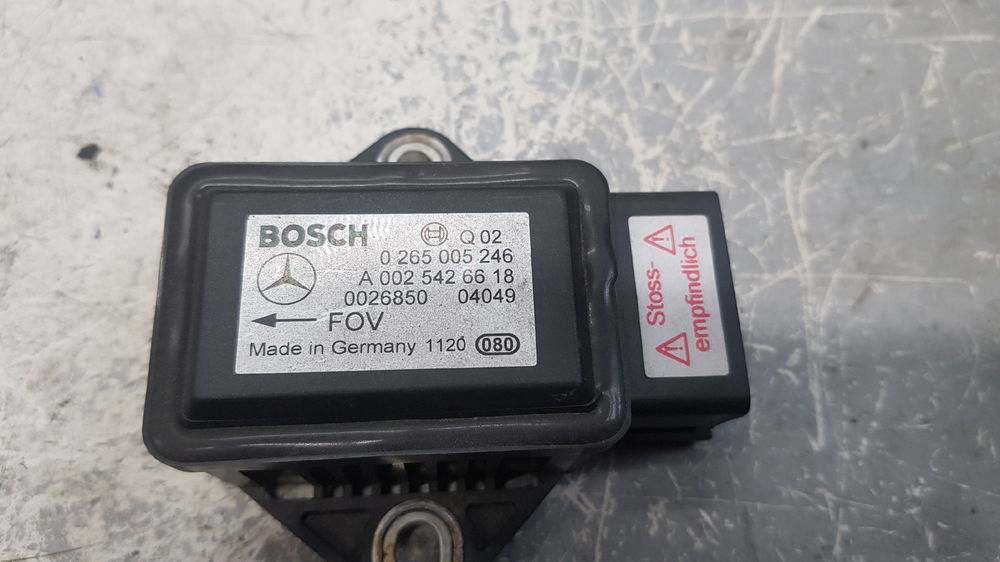 BOSCH Q 02
0 265 005 246
A 002 542 66 18
0026850 04049
FOV
Made in Germany 1120 080
Stoss-
empfindlich